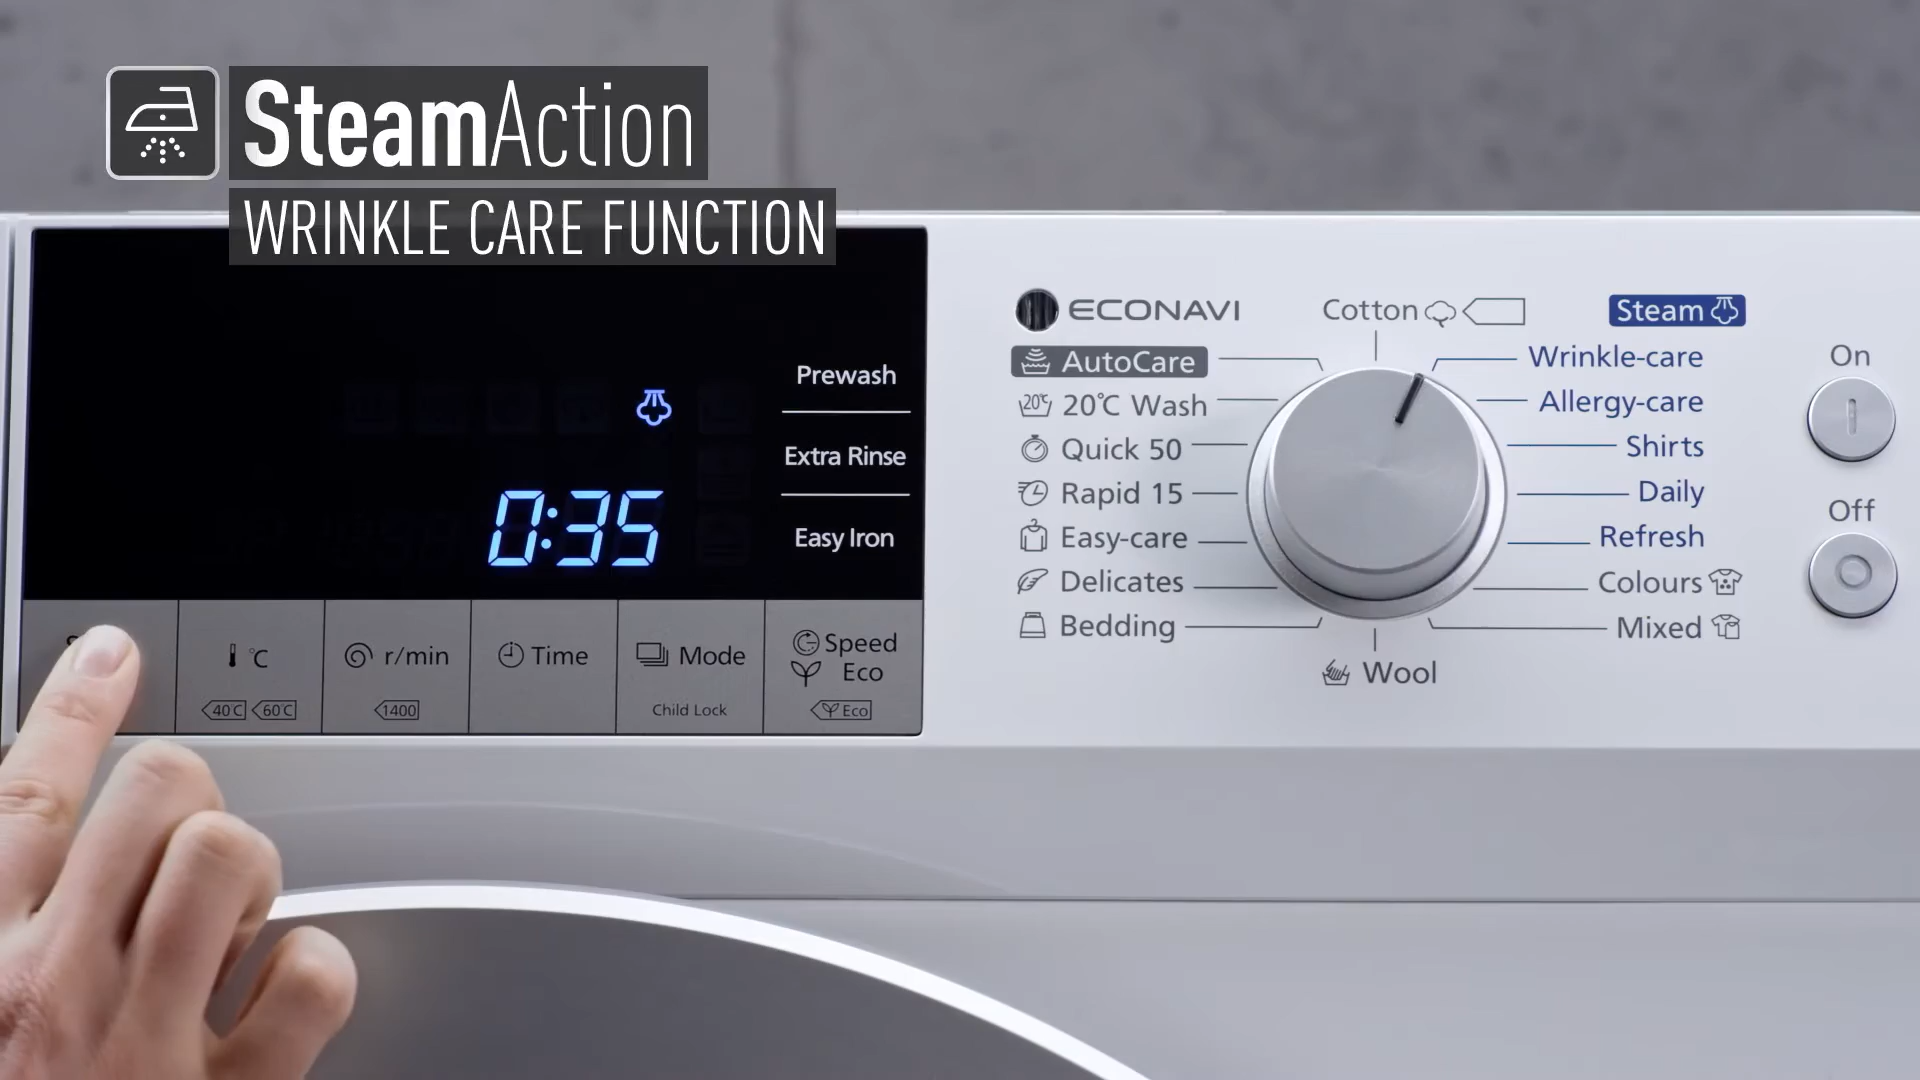 SteamAction
WRINKLE CARE FUNCTION
Prewash
Extra Rinse
Easy Iron
0:35
°C
40°C 60°C
r/min
1400
Time
Mode
Child Lock
Speed
Eco
Eco
ECONAVI
AutoCare
20°C 20°C Wash
Quick 50
Rapid 15
Easy-care
Delicates
Bedding
Cotton
Wool
Steam
Wrinkle-care
Allergy-care
Shirts
Daily
Refresh
Colours
Mixed
On
Off